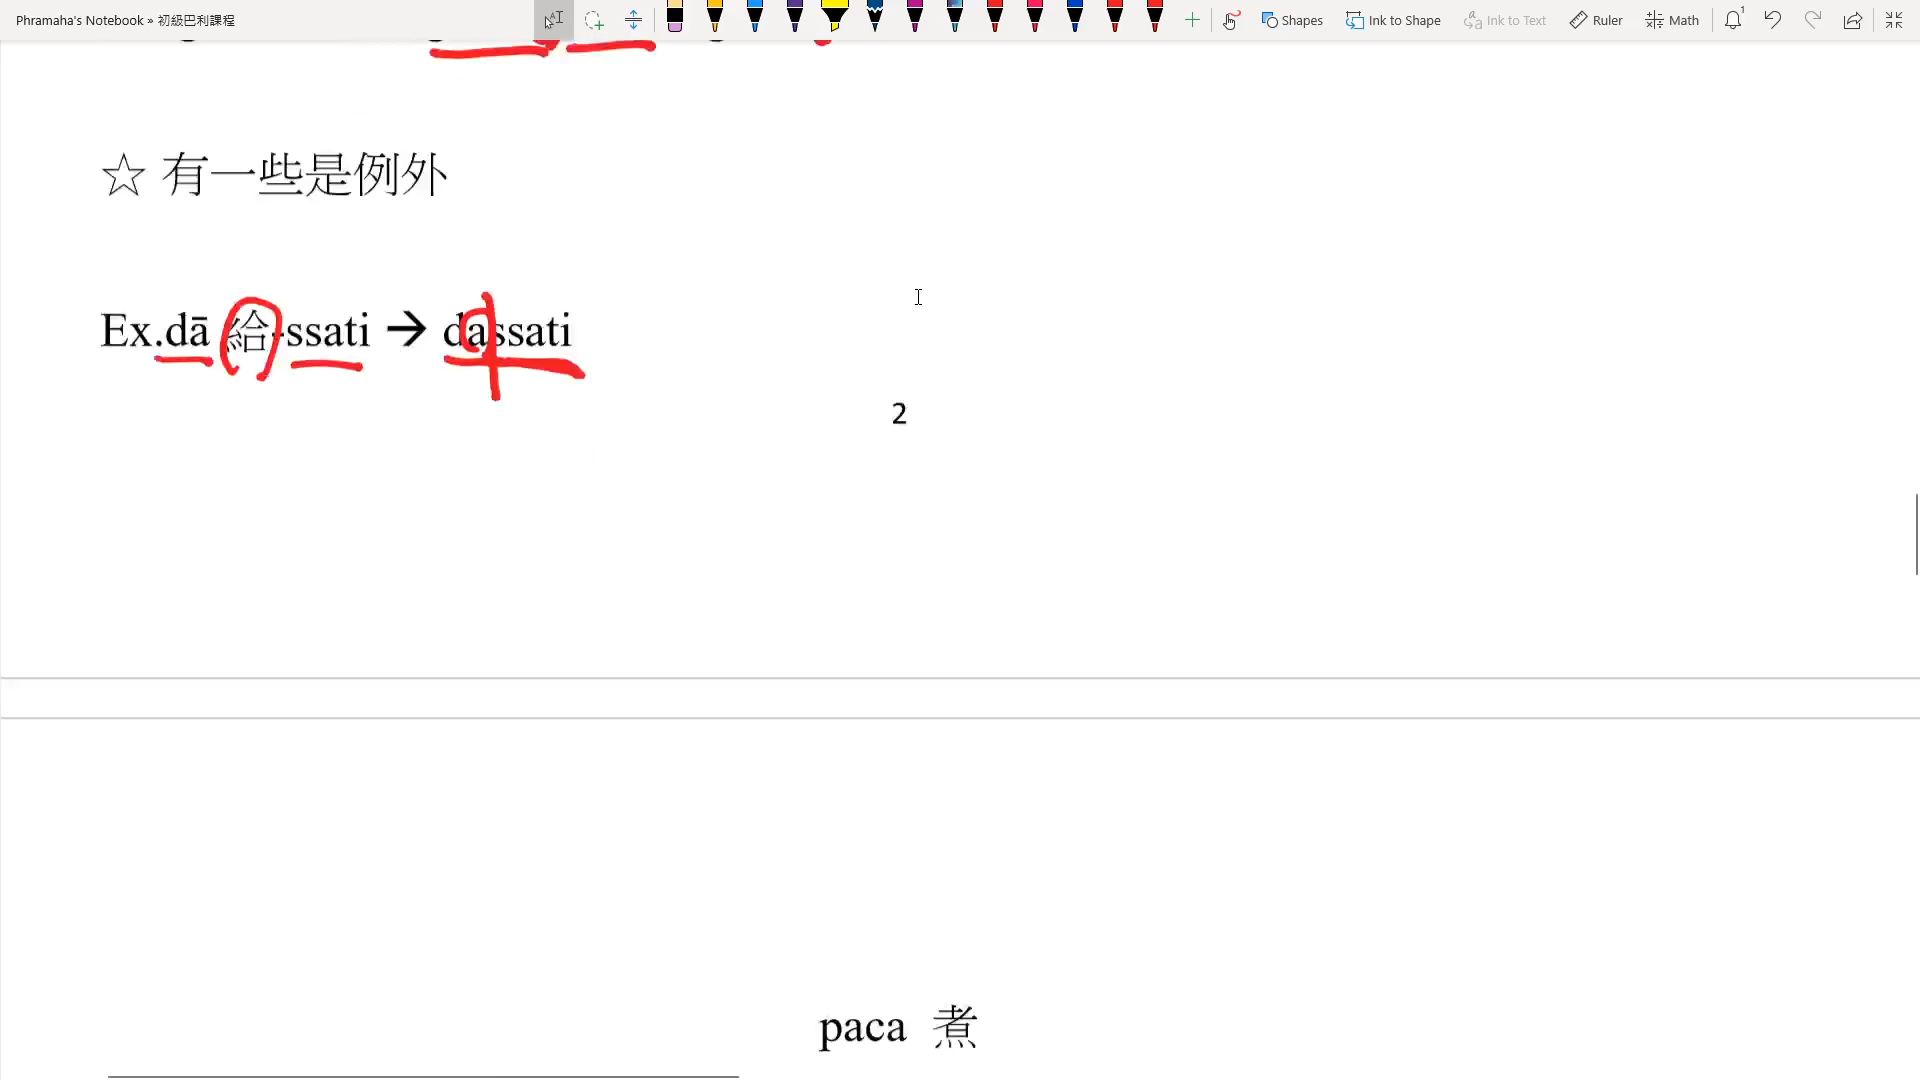 Phramaha's Notebook » 初級巴利課程
Shapes
Ink to Shape
Ink to Text
Ruler
Math
☆ 有一些是例外
Ex.dā 給-ssati → dassati
2
paca 煮